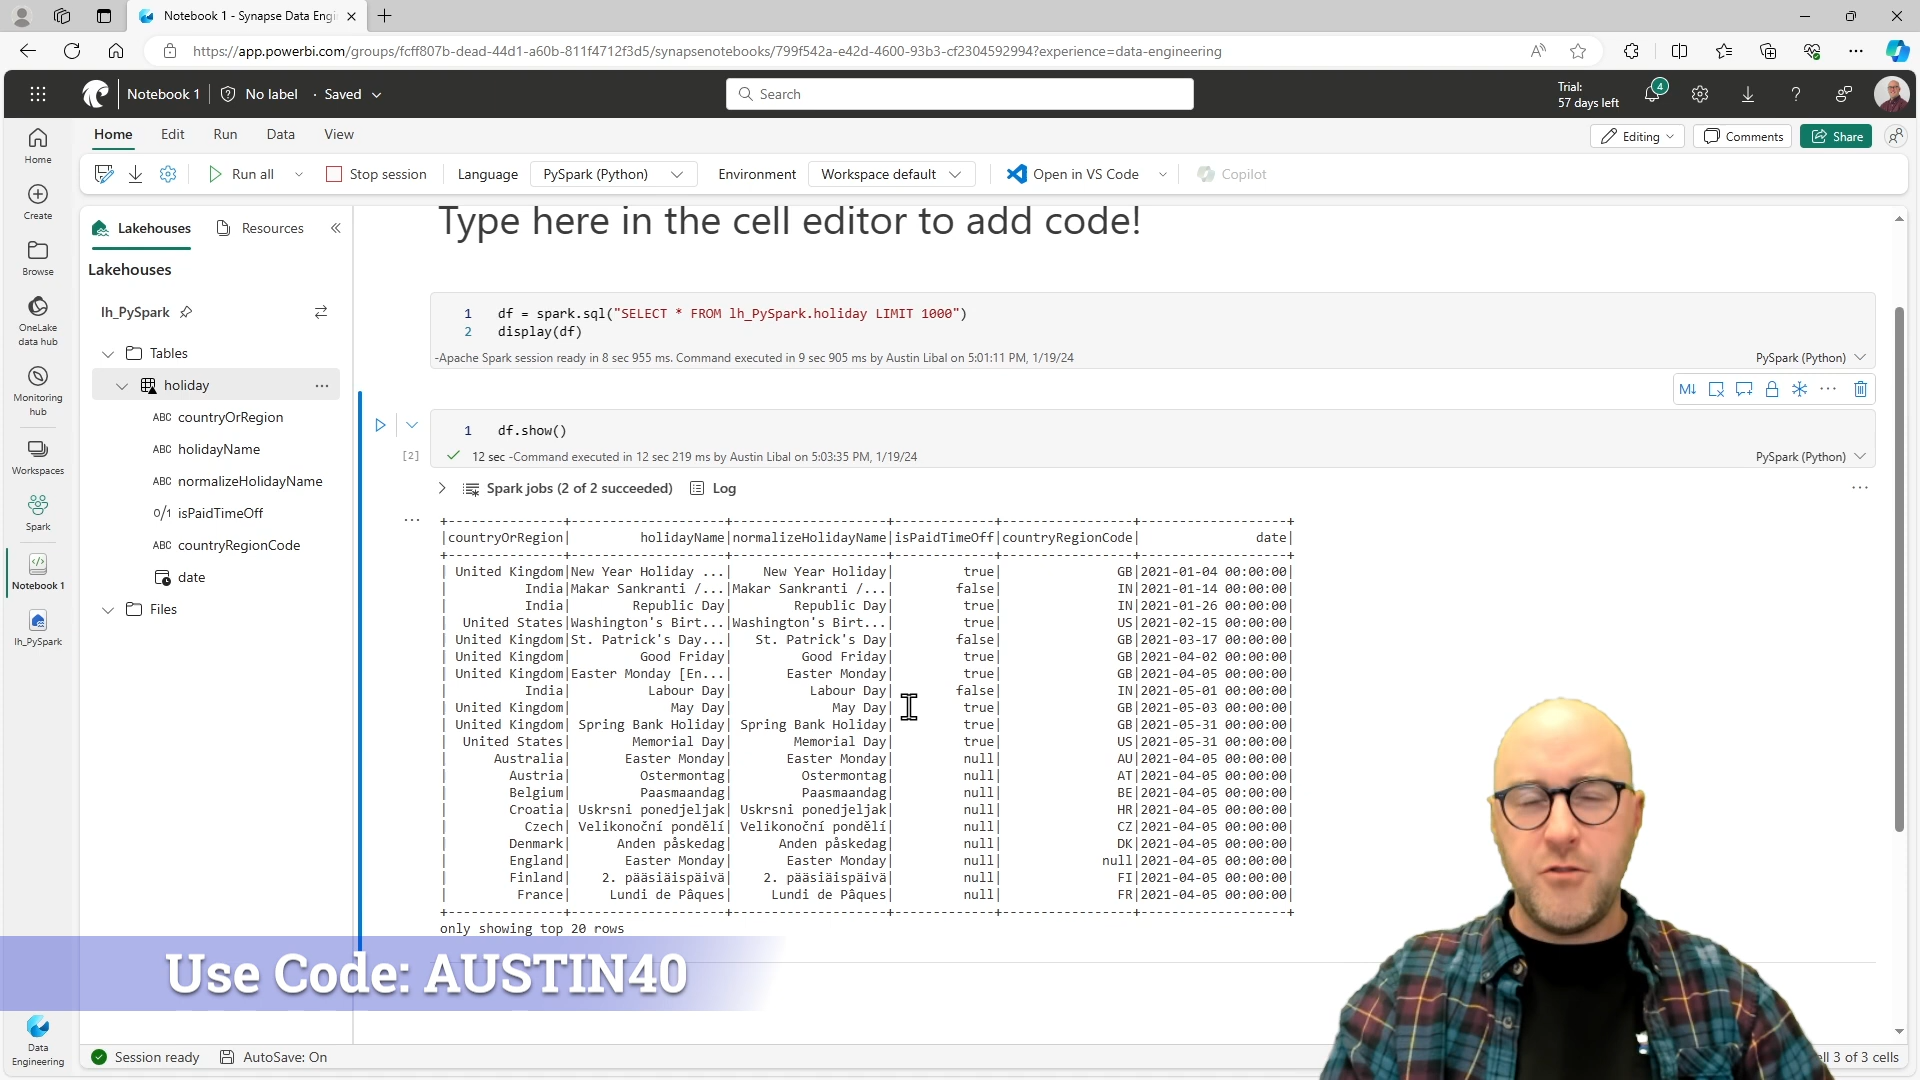 Notebook 1 - Synapse Data Engi
https://app.powerbi.com/groups/fcff807b-dead-44d1-a60b-811f4712f3d5/synapsenotebooks/799f542a-e42d-4600-93b3-cf2304592994?experience=data-engineering
Notebook 1 No label · Saved
Search
Trial:
57 days left
4
Home Edit Run Data View
Editing Comments Share
Run all Stop session Language PySpark (Python) Environment Workspace default Open in VS Code Copilot
Home
Create
Browse
OneLake
data hub
Monitoring
hub
Workspaces
Spark
Notebook 1
lh_PySpark
Data
Engineering
Lakehouses Resources
Lakehouses
lh_PySpark
Tables
holiday
ABC countryOrRegion
ABC holidayName
ABC normalizeHolidayName
0/1 isPaidTimeOff
ABC countryRegionCode
date
Files
Type here in the cell editor to add code!
1 df = spark.sql("SELECT * FROM lh_PySpark.holiday LIMIT 1000")
2 display(df)
-Apache Spark session ready in 8 sec 955 ms. Command executed in 9 sec 905 ms by Austin Libal on 5:01:11 PM, 1/19/24
PySpark (Python)
M↓
1 df.show()
[2]
12 sec -Command executed in 12 sec 219 ms by Austin Libal on 5:03:35 PM, 1/19/24
PySpark (Python)
Spark jobs (2 of 2 succeeded) Log
+---------------+--------------------+--------------------+-------------+-----------------+-------------------+
|countryOrRegion| holidayName|normalizeHolidayName|isPaidTimeOff|countryRegionCode| date|
+---------------+--------------------+--------------------+-------------+-----------------+-------------------+
| United Kingdom|New Year Holiday ...| New Year Holiday| true| GB|2021-01-04 00:00:00|
| India|Makar Sankranti /...|Makar Sankranti /...| false| IN|2021-01-14 00:00:00|
| India| Republic Day| Republic Day| true| IN|2021-01-26 00:00:00|
| United States|Washington's Birt...|Washington's Birt...| true| US|2021-02-15 00:00:00|
| United Kingdom|St. Patrick's Day...| St. Patrick's Day| false| GB|2021-03-17 00:00:00|
| United Kingdom| Good Friday| Good Friday| true| GB|2021-04-02 00:00:00|
| United Kingdom|Easter Monday [En...| Easter Monday| true| GB|2021-04-05 00:00:00|
| India| Labour Day| Labour Day| false| IN|2021-05-01 00:00:00|
| United Kingdom| May Day| May Day| true| GB|2021-05-03 00:00:00|
| United Kingdom| Spring Bank Holiday| Spring Bank Holiday| true| GB|2021-05-31 00:00:00|
| United States| Memorial Day| Memorial Day| true| US|2021-05-31 00:00:00|
| Australia| Easter Monday| Easter Monday| null| AU|2021-04-05 00:00:00|
| Austria| Ostermontag| Ostermontag| null| AT|2021-04-05 00:00:00|
| Belgium| Paasmaandag| Paasmaandag| null| BE|2021-04-05 00:00:00|
| Croatia| Uskrsni ponedjeljak| Uskrsni ponedjeljak| null| HR|2021-04-05 00:00:00|
| Czech| Velikonoční pondělí| Velikonoční pondělí| null| CZ|2021-04-05 00:00:00|
| Denmark| Anden påskedag| Anden påskedag| null| DK|2021-04-05 00:00:00|
| England| Easter Monday| Easter Monday| null| null|2021-04-05 00:00:00|
| Finland| 2. pääsiäispäivä| 2. pääsiäispäivä| null| FI|2021-04-05 00:00:00|
| France| Lundi de Pâques| Lundi de Pâques| null| FR|2021-04-05 00:00:00|
+---------------+--------------------+--------------------+-------------+-----------------+-------------------+
only showing top 20 rows
Use Code: AUSTIN40
Session ready AutoSave: On
ell 3 of 3 cells